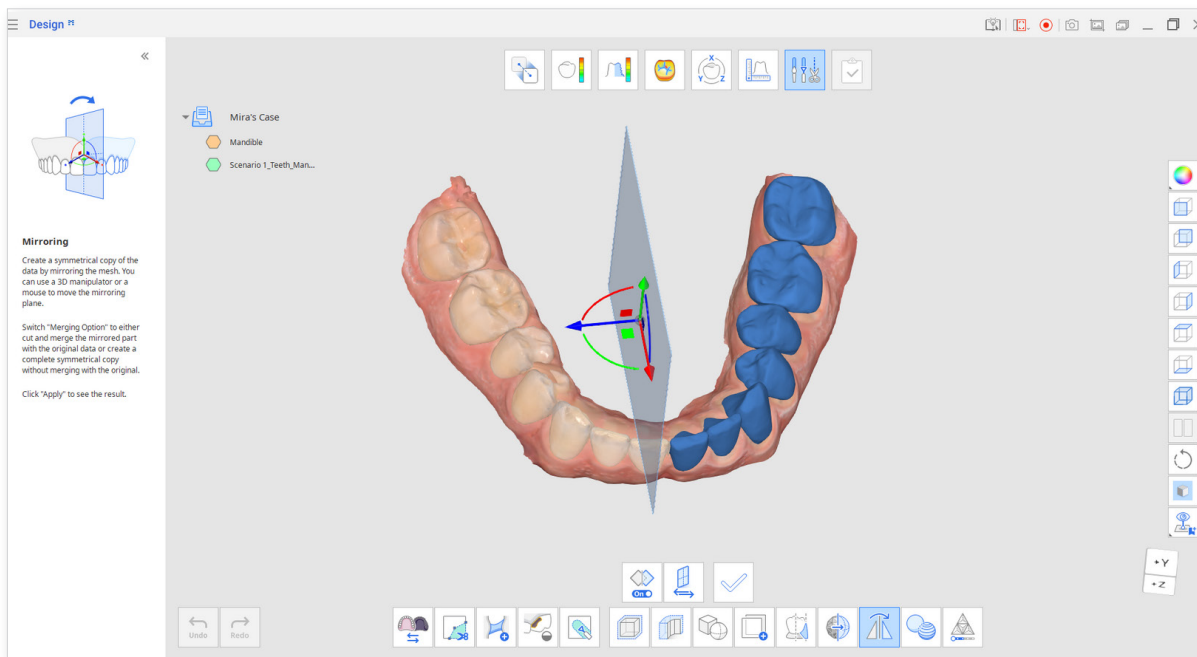 Design
Mira's Case
Mandible
Scenario 1_Teeth_Man...
Mirroring
Create a symmetrical copy of the
data by mirroring the mesh. You
can use a 3D manipulator or a
mouse to move the mirroring
plane.
Switch "Merging Option" to either
cut and merge the mirrored part
with the original data or create a
complete symmetrical copy
without merging with the original.
Click "Apply" to see the result.
X
Y Z
+Y
+Z
On
Undo
Redo